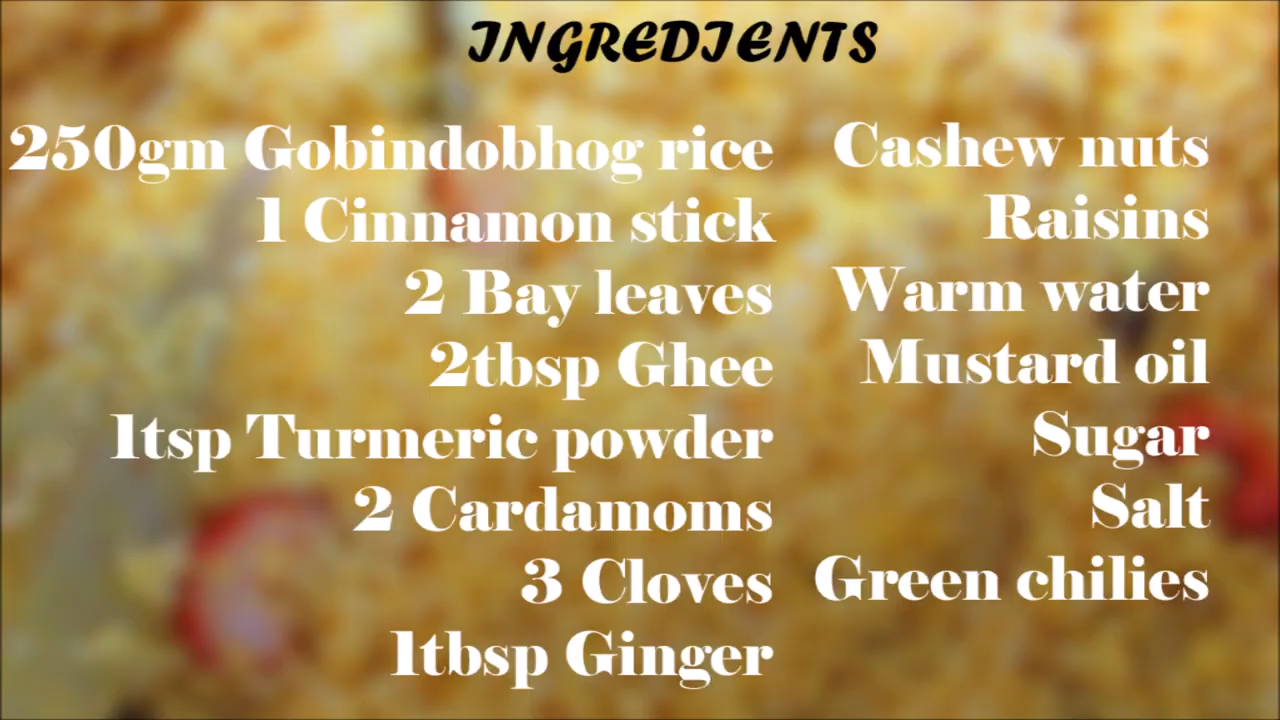 INGREDIENTS
250gm Gobindobhog rice
1 Cinnamon stick
2 Bay leaves
2tbsp Ghee
1tsp Turmeric powder
2 Cardamoms
3 Cloves
1tbsp Ginger
Cashew nuts
Raisins
Warm water
Mustard oil
Sugar
Salt
Green chilies